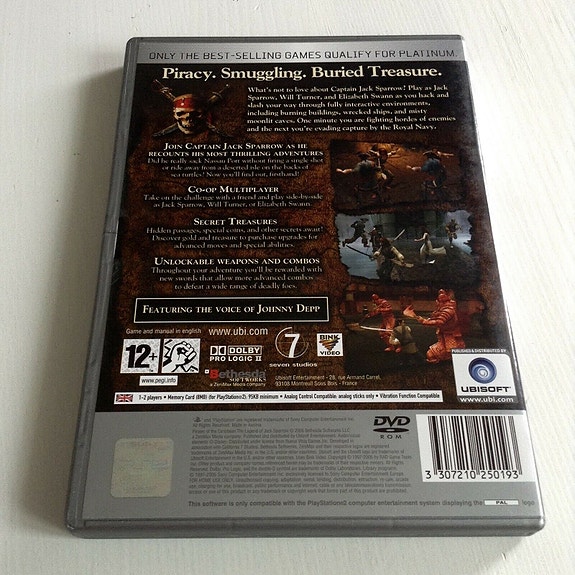 ONLY THE BEST-SELLING GAMES QUALIFY FOR PLATINUM.
Piracy. Smuggling. Buried Treasure.
What's not to love about Captain Jack Sparrow? Play as Jack
Sparrow, Will Turner, and Elizabeth Swann as you hack and
slash your way through fully interactive environments,
including burning buildings, wrecked ships, and misty
moonlit caves. One minute you are fighting hordes of enemies
and the next you're evading capture by the Royal Navy.
Join Captain Jack Sparrow as he
recounts his most thrilling adventures
Did he really sack Nassau Port without firing a single shot
or ride away from a deserted isle on the backs of
sea turtles? Now you'll find out, firsthand!
Co-op Multiplayer
Take on the challenge with a friend and play side-by-side
as Jack Sparrow, Will Turner, or Elizabeth Swann.
Secret Treasures
Hidden passages, special coins, and other secrets await!
Discover gold and treasure to purchase upgrades for
advanced moves and special abilities.
Unlockable weapons and combos
Throughout your adventure you'll be rewarded with
new swords that allow more advanced combos
to defeat a wide range of deadly foes.
Featuring the voice of Johnny Depp
Game and manual in english
www.ubi.com
12+
www.pegi.info
DOLBY
PRO LOGIC II
7
seven studios
BINK
VIDEO
Bethesda
SOFTWORKS
a ZeniMax Media company
Ubisoft Entertainment - 28, rue Armand Carrel,
93108 Montreuil Sous Bois - France
PUBLISHED & DISTRIBUTED BY
UBISOFT
www.ubi.com
1-2 players • Memory Card (8MB) (for PlayStation2): 95KB minimum • Analog Control Compatible: analog sticks only • Vibration Function Compatible
DVD
ROM
3 307210 250193
This software is only compatible with the PlayStation2 computer entertainment system displaying the PAL logo